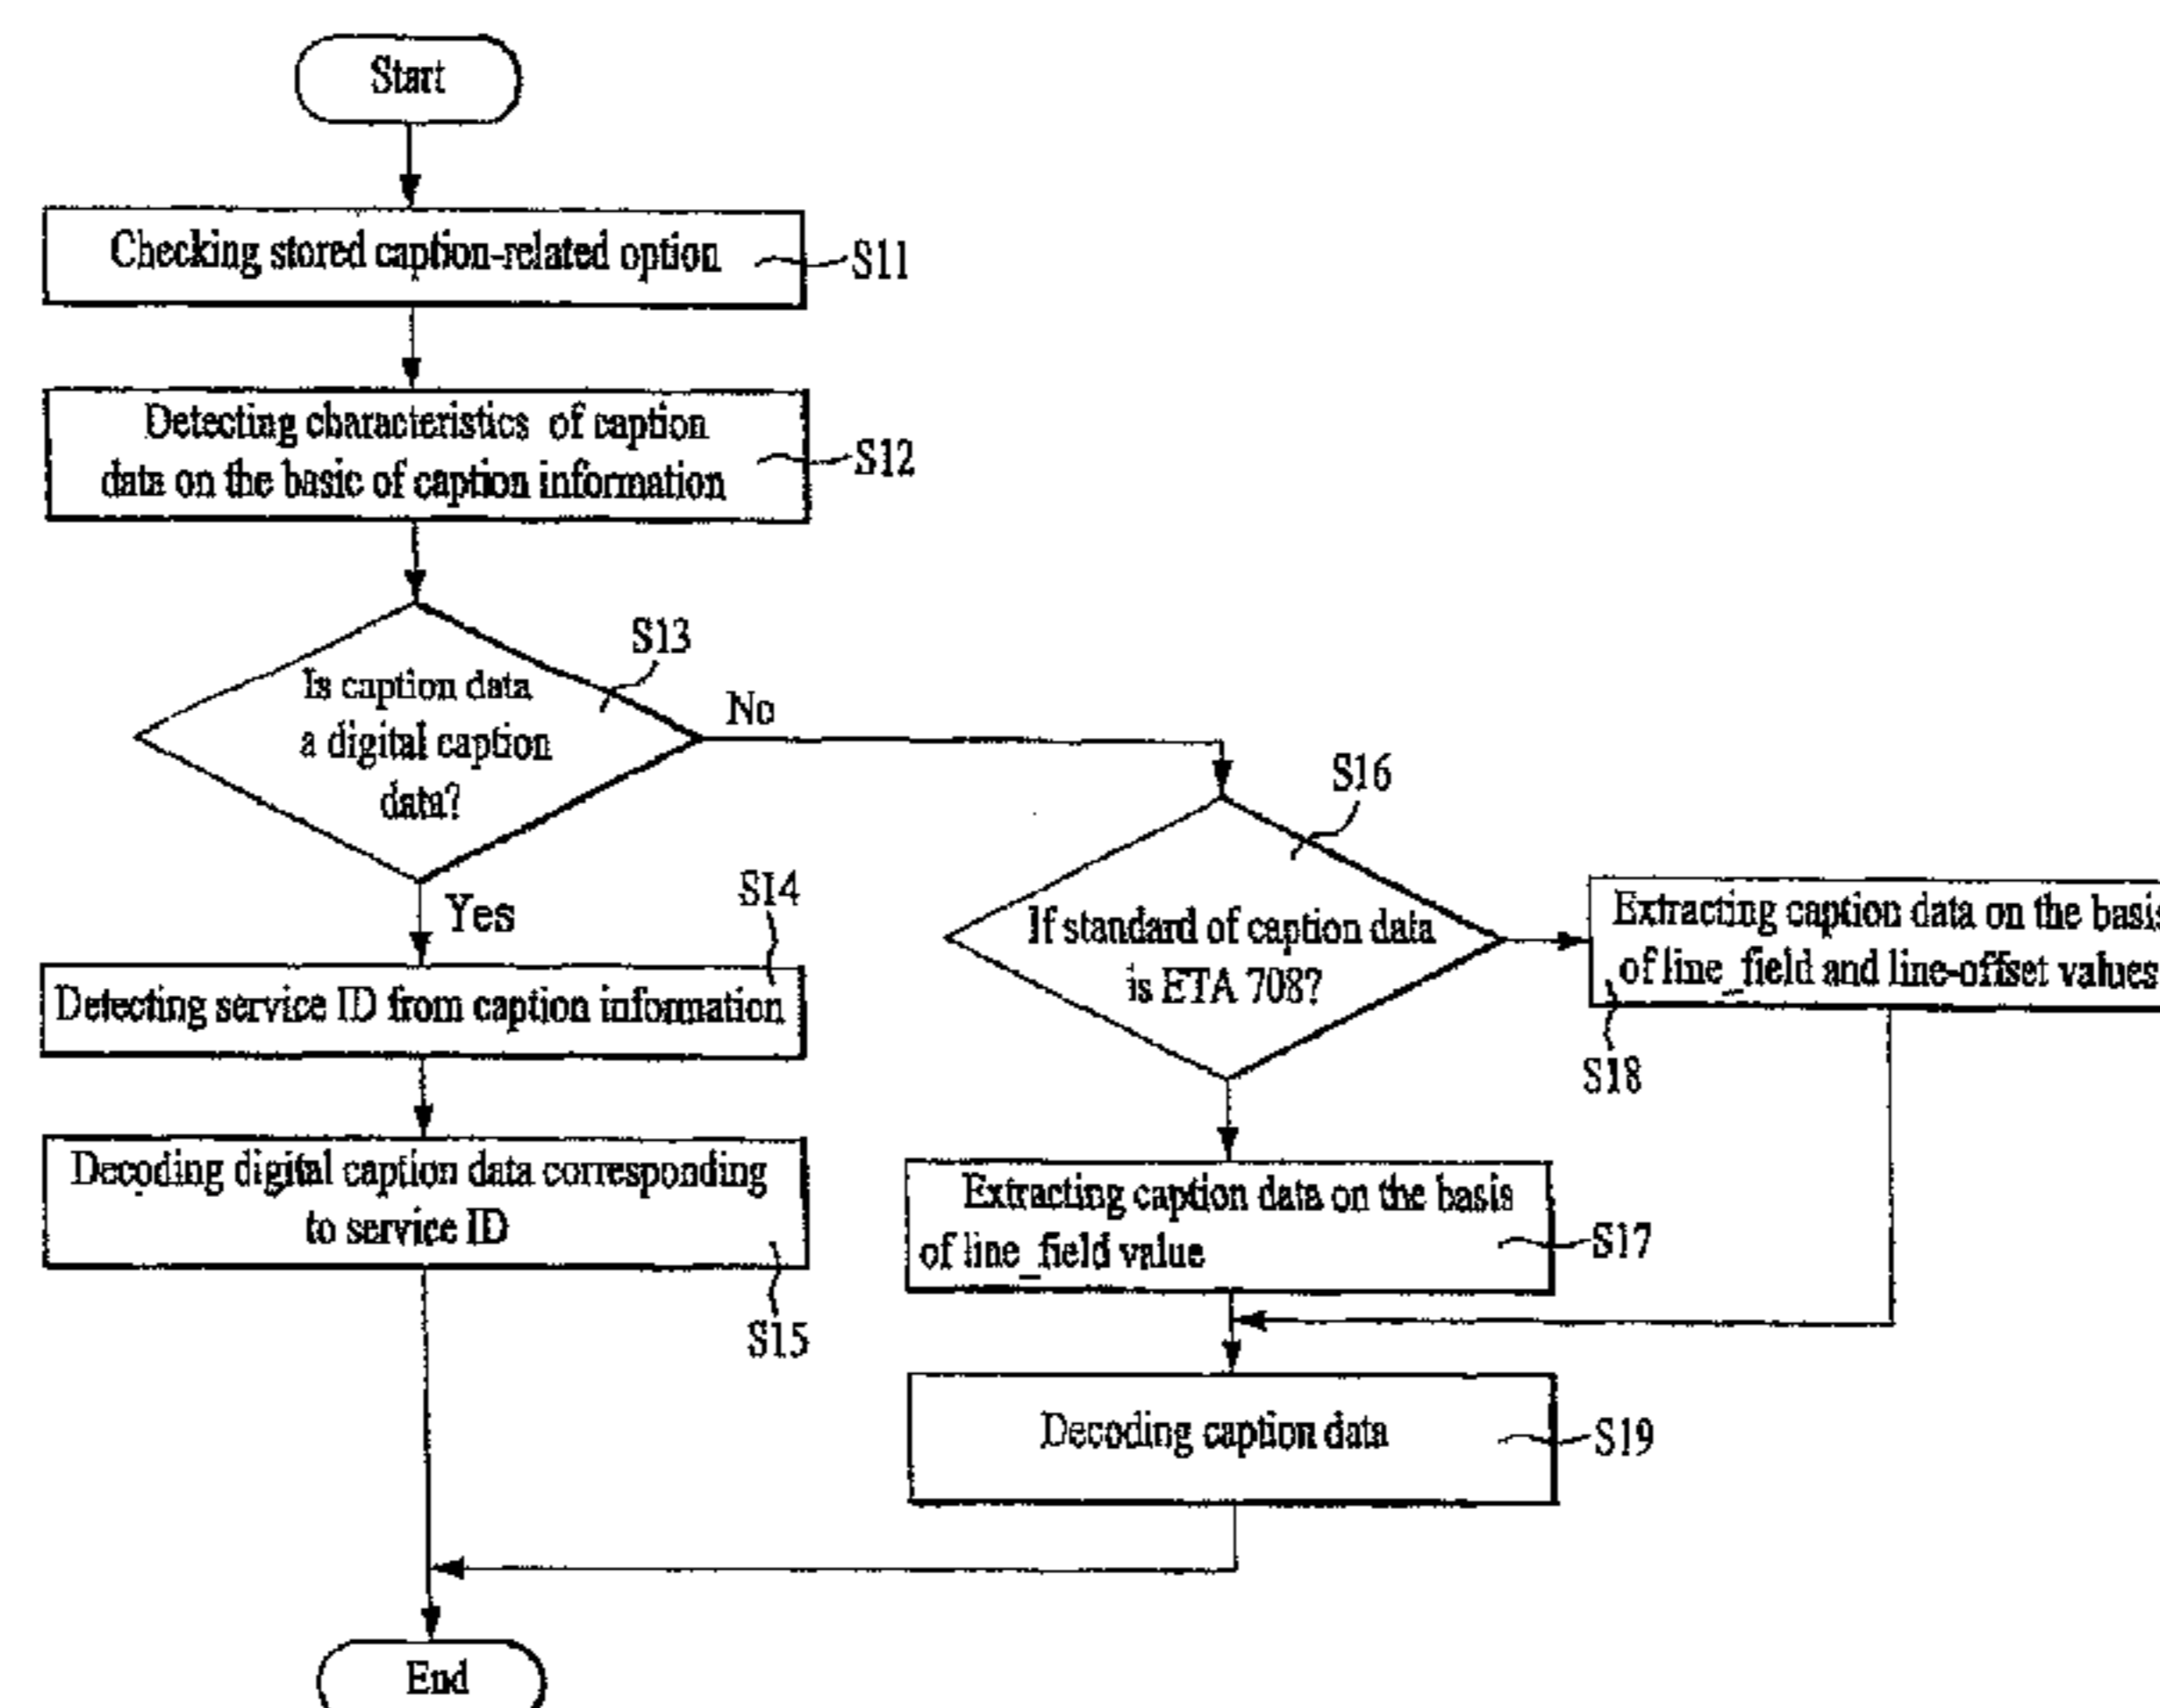 Start
Checking stored caption-related option
S11
Detecting characteristics of caption
data on the basic of caption information
S12
S13
Is caption data
a digital caption
data?
No
Yes
S14
Detecting service ID from caption information
Decoding digital caption data corresponding
to service ID
S15
S16
If standard of caption data
is ETA 708?
Extracting caption data on the basis
of line_field and line-offset values
S18
Extracting caption data on the basis
of line_field value
S17
Decoding caption data
S19
End